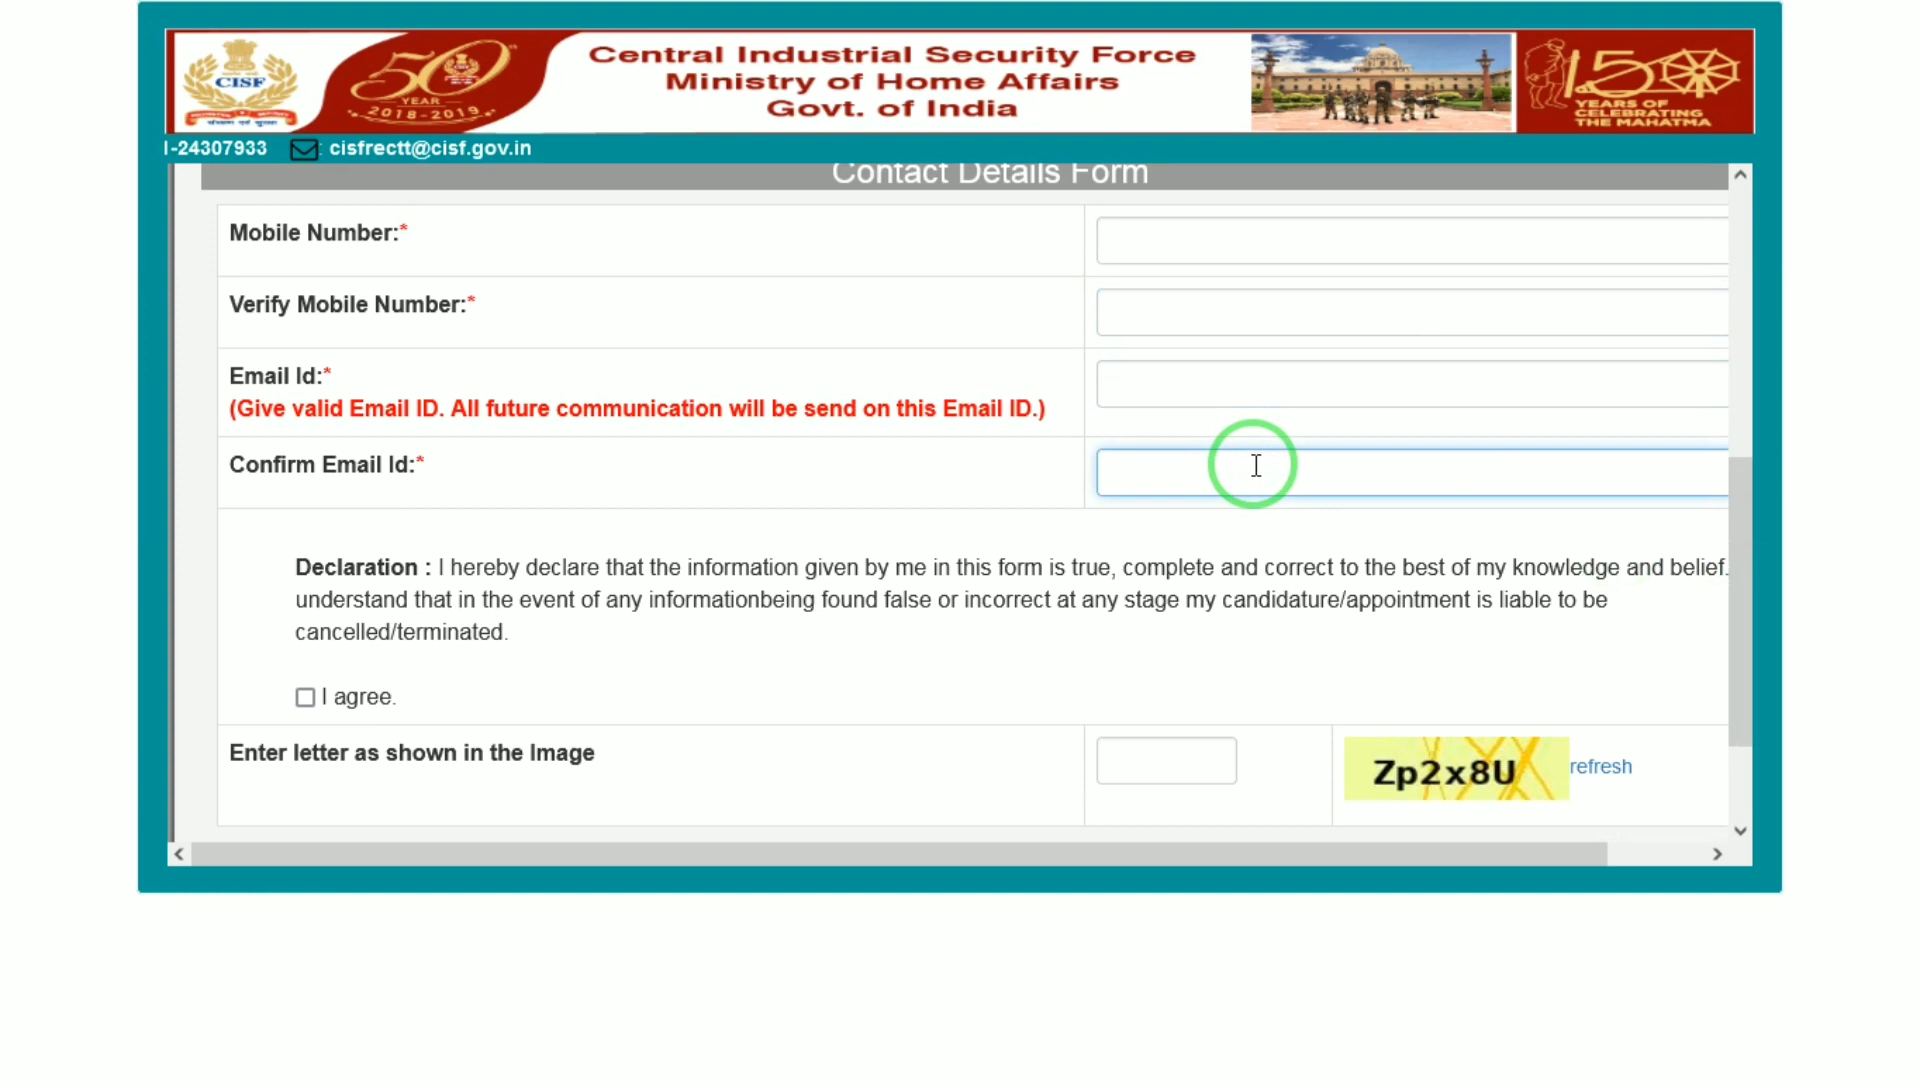 CISF
संरक्षण एवं सुरक्षा
50
YEAR
2018-2019
Central Industrial Security Force
Ministry of Home Affairs
Govt. of India
150
YEARS OF
CELEBRATING
THE MAHATMA
-24307933 cisfrectt@cisf.gov.in
Contact Details Form
Mobile Number:*
Verify Mobile Number:*
Email Id:*
(Give valid Email ID. All future communication will be send on this Email ID.)
Confirm Email Id:*
Declaration : I hereby declare that the information given by me in this form is true, complete and correct to the best of my knowledge and belief.
understand that in the event of any informationbeing found false or incorrect at any stage my candidature/appointment is liable to be
cancelled/terminated.
I agree.
Enter letter as shown in the Image
Zp2x8U refresh